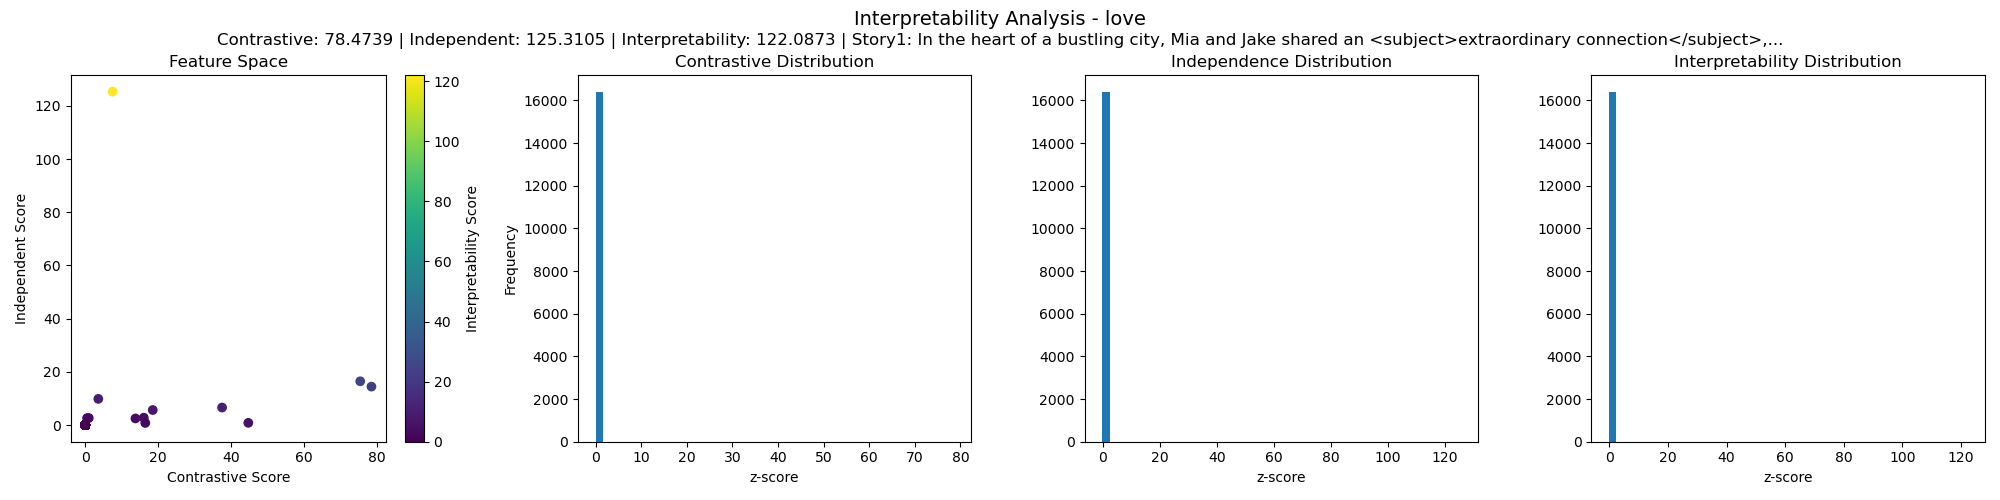 Interpretability Analysis - love
Contrastive: 78.4739 | Independent: 125.3105 | Interpretability: 122.0873 | Story1: In the heart of a bustling city, Mia and Jake shared an <subject>extraordinary connection</subject>,...
Feature Space
120
100
80
60
40
20
0
Independent Score
0 20 40 60 80
Contrastive Score
120
100
80
60
40
20
0
Interpretability Score
Contrastive Distribution
16000
14000
12000
10000
8000
6000
4000
2000
0
Frequency
0 10 20 30 40 50 60 70 80
z-score
Independence Distribution
16000
14000
12000
10000
8000
6000
4000
2000
0
0 20 40 60 80 100 120
z-score
Interpretability Distribution
16000
14000
12000
10000
8000
6000
4000
2000
0
0 20 40 60 80 100 120
z-score